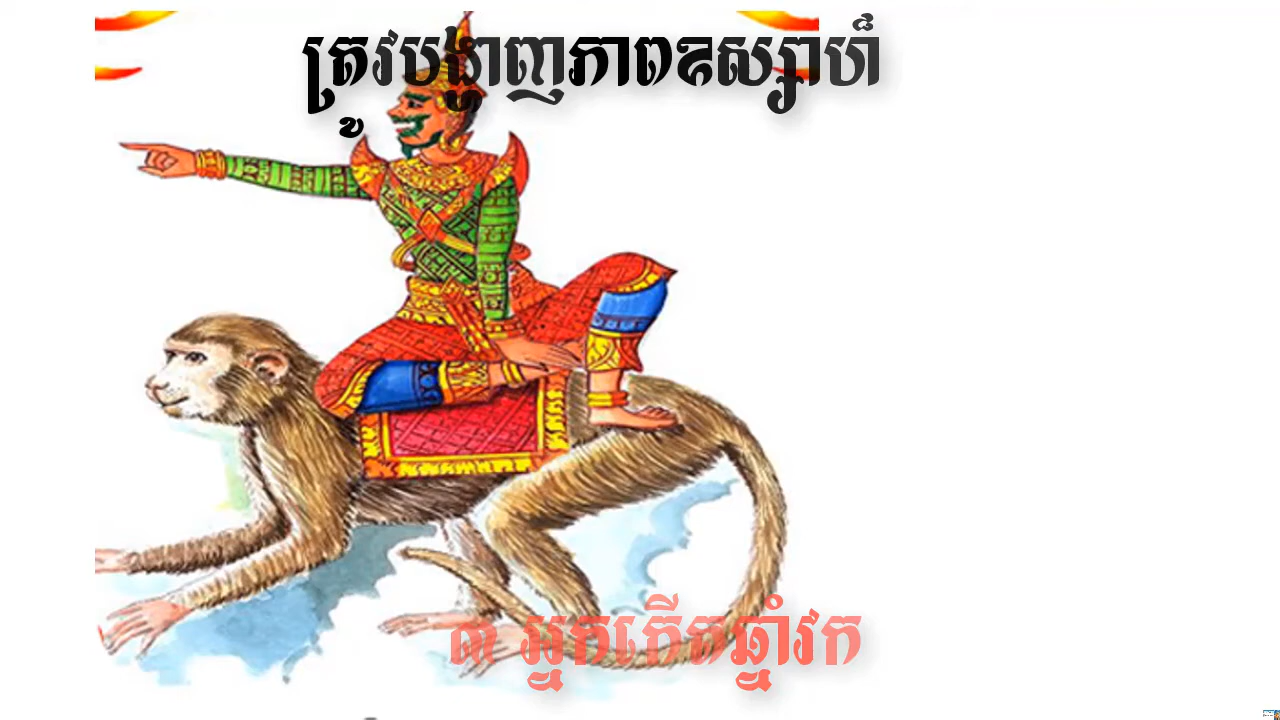 ត្រូវបង្ហាញភាពឧស្សាហ៍
៣ អ្នកកើតឆ្នាំវក